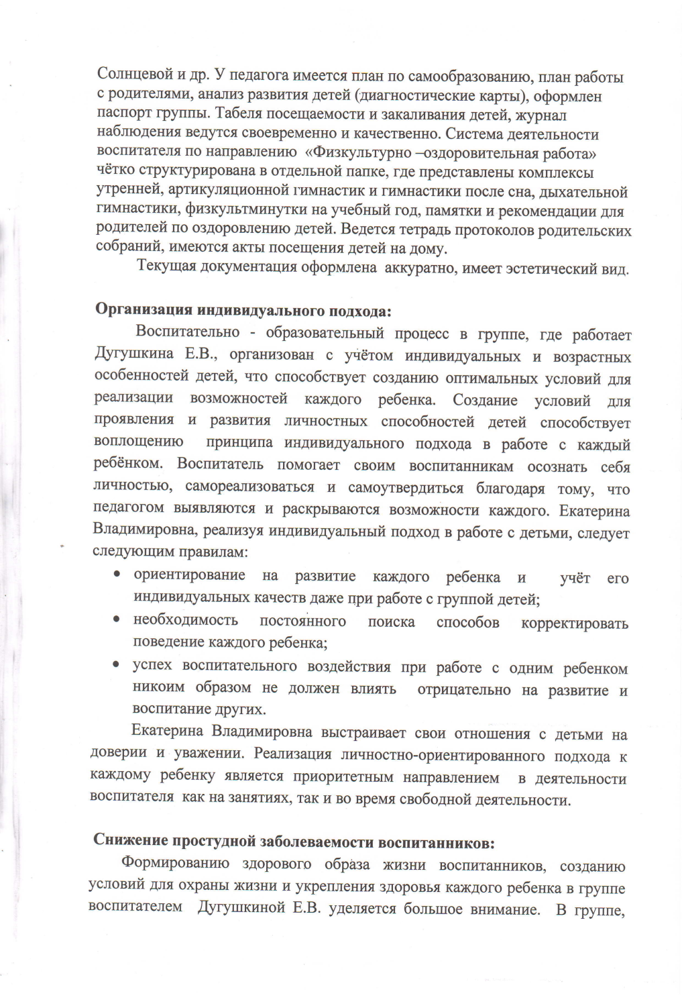 Солнцевой и др. У педагога имеется план по самообразованию, план работы
с родителями, анализ развития детей (диагностические карты), оформлен
паспорт группы. Табеля посещаемости и закаливания детей, журнал
наблюдения ведутся своевременно и качественно. Система деятельности
воспитателя по направлению «Физкультурно –оздоровительная работа»
чётко структурирована в отдельной папке, где представлены комплексы
утренней, артикуляционной гимнастик и гимнастики после сна, дыхательной
гимнастики, физкультминутки на учебный год, памятки и рекомендации для
родителей по оздоровлению детей. Ведется тетрадь протоколов родительских
собраний, имеются акты посещения детей на дому.
Текущая документация оформлена аккуратно, имеет эстетический вид.
Организация индивидуального подхода:
Воспитательно - образовательный процесс в группе, где работает
Дугушкина Е.В., организован с учётом индивидуальных и возрастных
особенностей детей, что способствует созданию оптимальных условий для
реализации возможностей каждого ребенка. Создание условий для
проявления и развития личностных способностей детей способствует
воплощению принципа индивидуального подхода в работе с каждый
ребёнком. Воспитатель помогает своим воспитанникам осознать себя
личностью, самореализоваться и самоутвердиться благодаря тому, что
педагогом выявляются и раскрываются возможности каждого. Екатерина
Владимировна, реализуя индивидуальный подход в работе с детьми, следует
следующим правилам:
• ориентирование на развитие каждого ребенка и учёт его
индивидуальных качеств даже при работе с группой детей;
• необходимость постоянного поиска способов корректировать
поведение каждого ребенка;
• успех воспитательного воздействия при работе с одним ребенком
никоим образом не должен влиять отрицательно на развитие и
воспитание других.
Екатерина Владимировна выстраивает свои отношения с детьми на
доверии и уважении. Реализация личностно-ориентированного подхода к
каждому ребенку является приоритетным направлением в деятельности
воспитателя как на занятиях, так и во время свободной деятельности.
Снижение простудной заболеваемости воспитанников:
Формированию здорового образа жизни воспитанников, созданию
условий для охраны жизни и укрепления здоровья каждого ребенка в группе
воспитателем Дугушкиной Е.В. уделяется большое внимание. В группе,